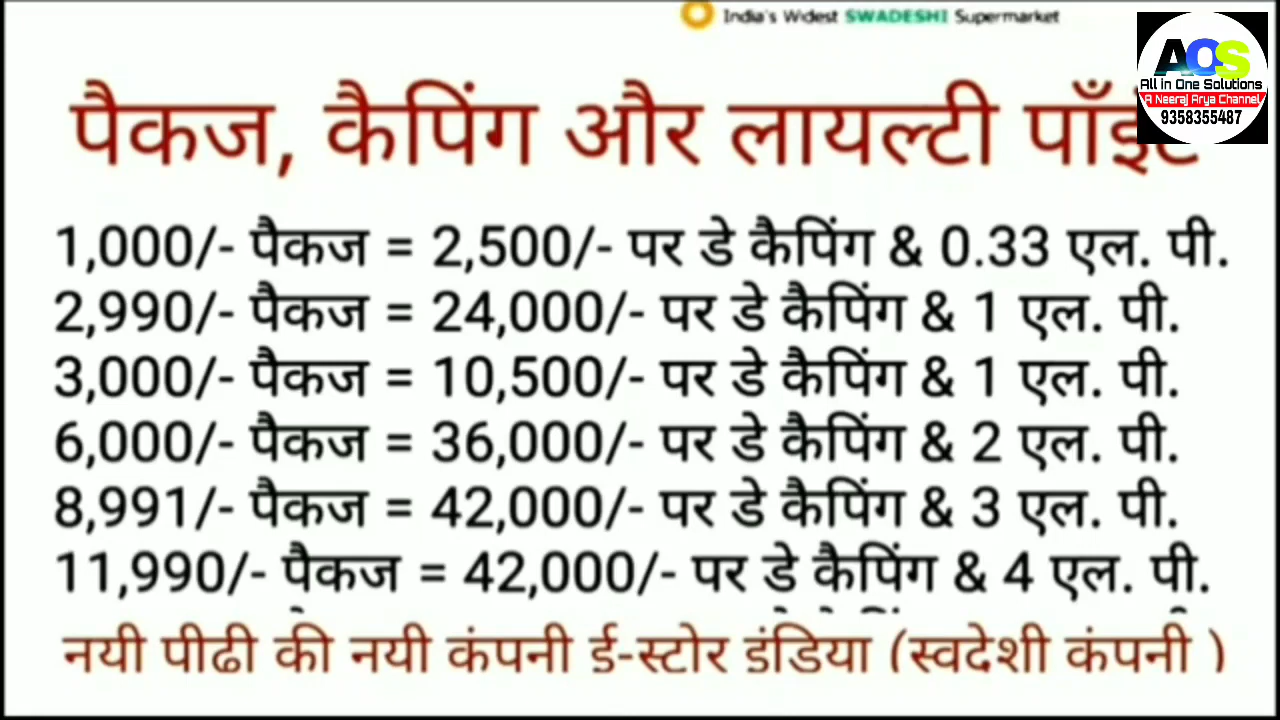 India's Widest SWADESHI Supermarket
AOS
All in One Solutions
A Neeraj Arya Channel
9358355487
पैकज, कैपिंग और लायल्टी पॉइंट
1,000/- पैकज = 2,500/- पर डे कैपिंग & 0.33 एल. पी.
2,990/- पैकज = 24,000/- पर डे कैपिंग & 1 एल. पी.
3,000/- पैकज = 10,500/- पर डे कैपिंग & 1 एल. पी.
6,000/- पैकज = 36,000/- पर डे कैपिंग & 2 एल. पी.
8,991/- पैकज = 42,000/- पर डे कैपिंग & 3 एल. पी.
11,990/- पैकज = 42,000/- पर डे कैपिंग & 4 एल. पी.
नयी पीढी की नयी कंपनी ई-स्टोर इंडिया (स्वदेशी कंपनी )